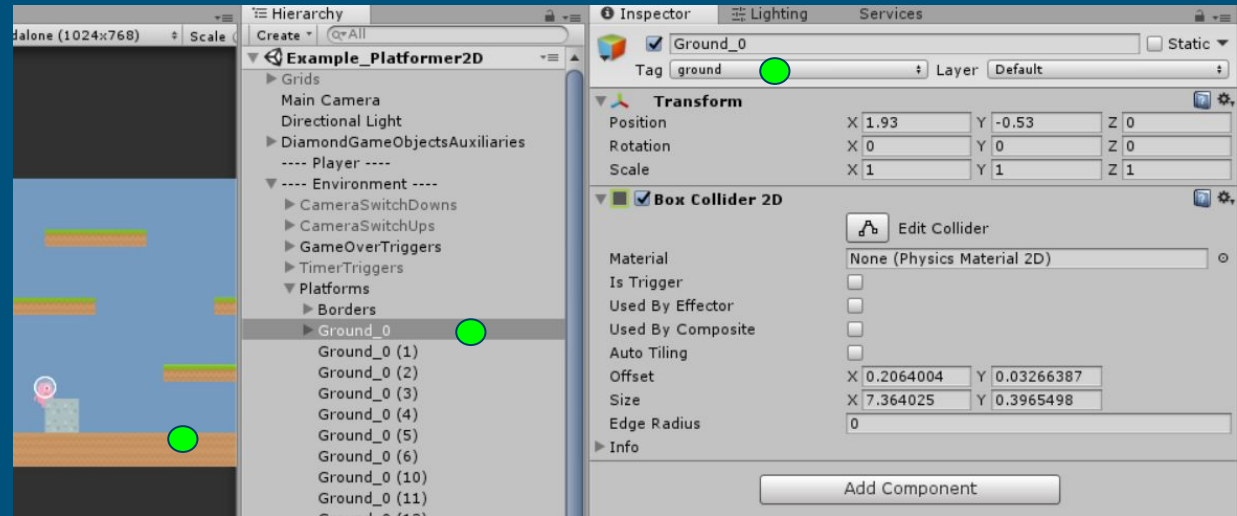 dalone (1024x768) Scale
Hierarchy
Create All
Example_Platformer2D
Grids
Main Camera
Directional Light
DiamondGameObjectsAuxiliaries
---- Player ----
---- Environment ----
CameraSwitchDowns
CameraSwitchUps
GameOverTriggers
TimerTriggers
Platforms
Borders
Ground_0
Ground_0 (1)
Ground_0 (2)
Ground_0 (3)
Ground_0 (4)
Ground_0 (5)
Ground_0 (6)
Ground_0 (10)
Ground_0 (11)
Inspector Lighting Services
Ground_0 Static
Tag ground Layer Default
Transform
Position X 1.93 Y -0.53 Z 0
Rotation X 0 Y 0 Z 0
Scale X 1 Y 1 Z 1
Box Collider 2D
Edit Collider
Material None (Physics Material 2D)
Is Trigger
Used By Effector
Used By Composite
Auto Tiling
Offset X 0.2064004 Y 0.03266387
Size X 7.364025 Y 0.3965498
Edge Radius 0
Info
Add Component